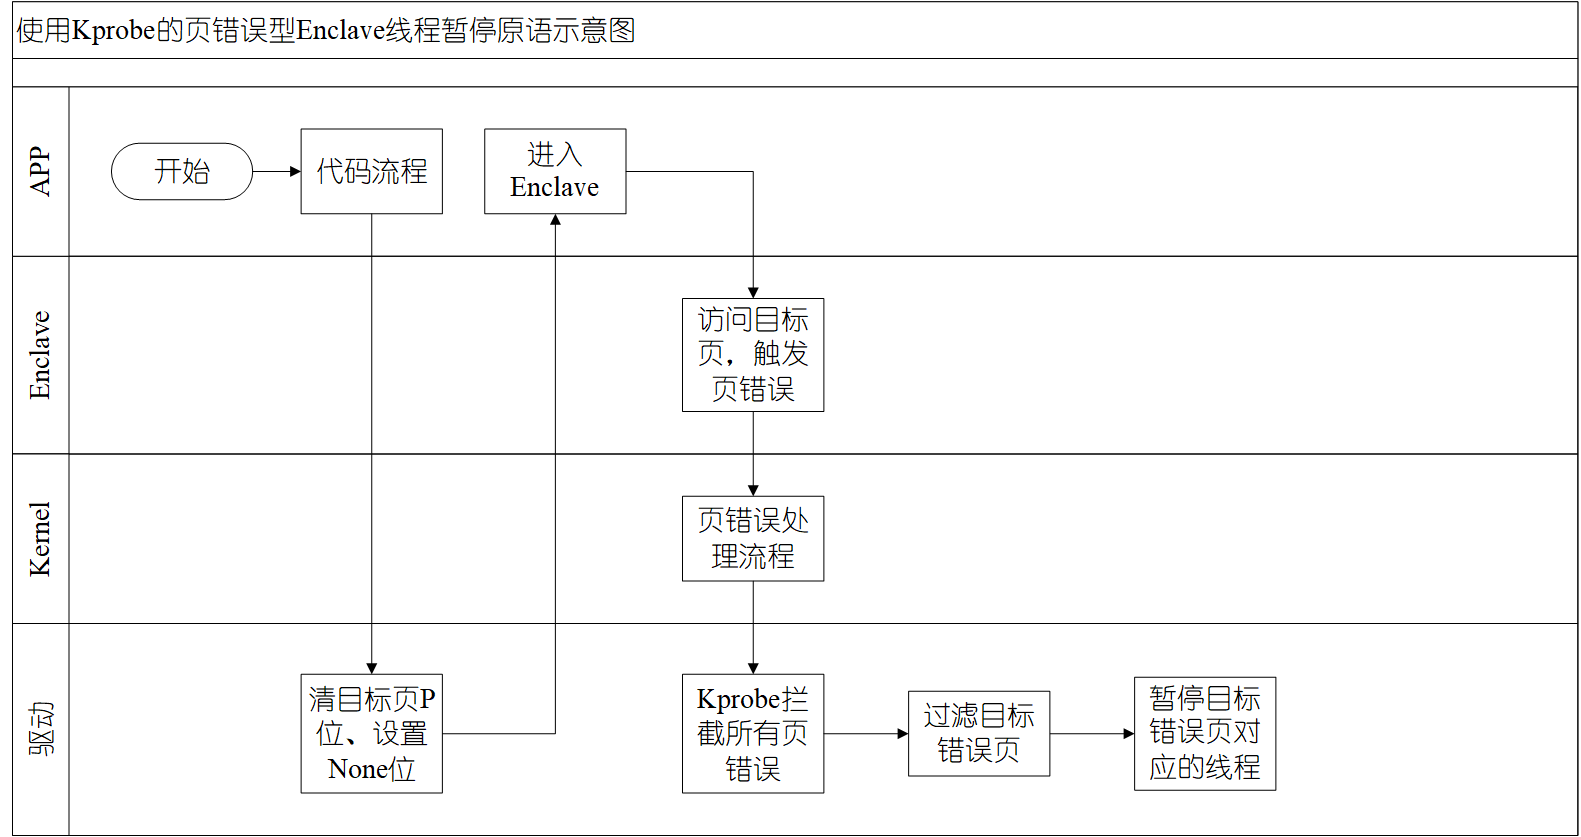 使用Kprobe的页错误型Enclave线程暂停原语示意图
APP
开始
代码流程
进入
Enclave
Enclave
访问目标
页，触发
页错误
Kernel
页错误处
理流程
驱动
清目标页P
位、设置
None位
Kprobe拦
截所有页
错误
过滤目标
错误页
暂停目标
错误页对
应的线程